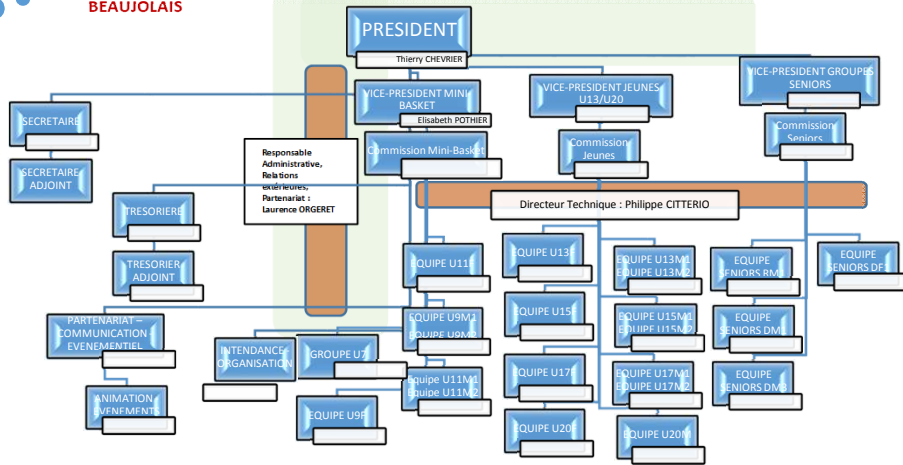 BEAUJOLAIS
PRESIDENT
Thierry CHEVRIER
VICE-PRESIDENT MINI-
BASKET
Elisabeth POTHIER
VICE-PRESIDENT JEUNES
U13/U20
VICE-PRESIDENT GROUPES
SENIORS
SECRETAIRE
SECRETAIRE
ADJOINT
Responsable
Administrative,
Relations
extérieures,
Partenariat :
Laurence ORGERET
Commission Mini-Basket
Commission
Jeunes
Commission
Seniors
TRESORIERE
TRESORIER
ADJOINT
Directeur Technique : Philippe CITTERIO
EQUIPE U11F
EQUIPE U13F
EQUIPE U13M1
EQUIPE U13M2
EQUIPE
SENIORS RM2
EQUIPE
SENIORS DF3
PARTENARIAT –
COMMUNICATION -
EVENEMENTIEL
INTENDANCE-
ORGANISATION
GROUPE U7
EQUIPE U9M1
EQUIPE U9M2
EQUIPE U15F
EQUIPE U15M1
EQUIPE U15M2
EQUIPE
SENIORS DM1
ANIMATION
EVENEMENTS
EQUIPE U9F
Equipe U11M1
Equipe U11M2
EQUIPE U17F
EQUIPE U17M1
EQUIPE U17M2
EQUIPE
SENIORS DM3
EQUIPE U20F
EQUIPE U20M